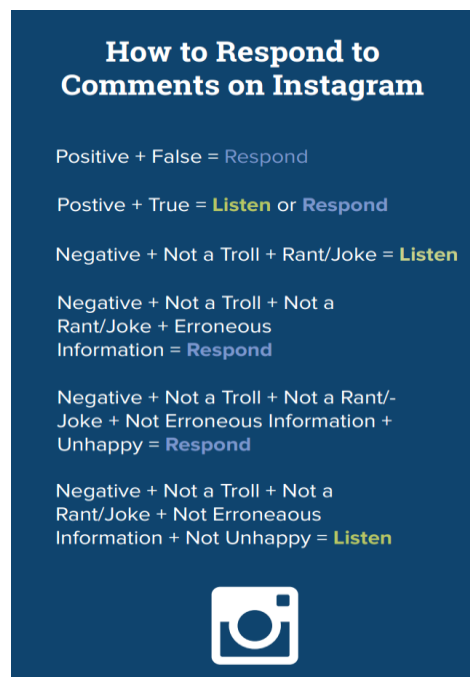 How to Respond to
Comments on Instagram
Positive + False = Respond
Postive + True = Listen or Respond
Negative + Not a Troll + Rant/Joke = Listen
Negative + Not a Troll + Not a
Rant/Joke + Erroneous
Information = Respond
Negative + Not a Troll + Not a Rant/-
Joke + Not Erroneous Information +
Unhappy = Respond
Negative + Not a Troll + Not a
Rant/Joke + Not Erroneaous
Information + Not Unhappy = Listen